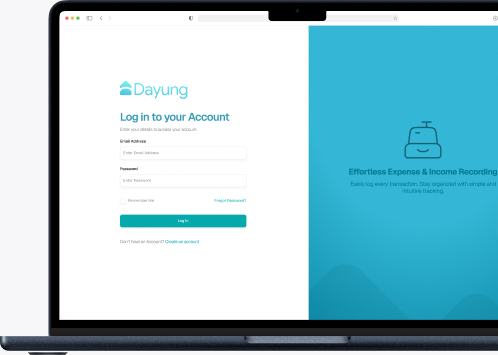 Dayung
Log in to your Account
Enter your details to access your account.
Email Address
Enter Email Address
Password
Enter Password
Remember Me
Forgot Password?
Log In
Don't have an Account? Create an account
Effortless Expense & Income Recording
Easily log every transaction. Stay organized with simple and
intuitive tracking.